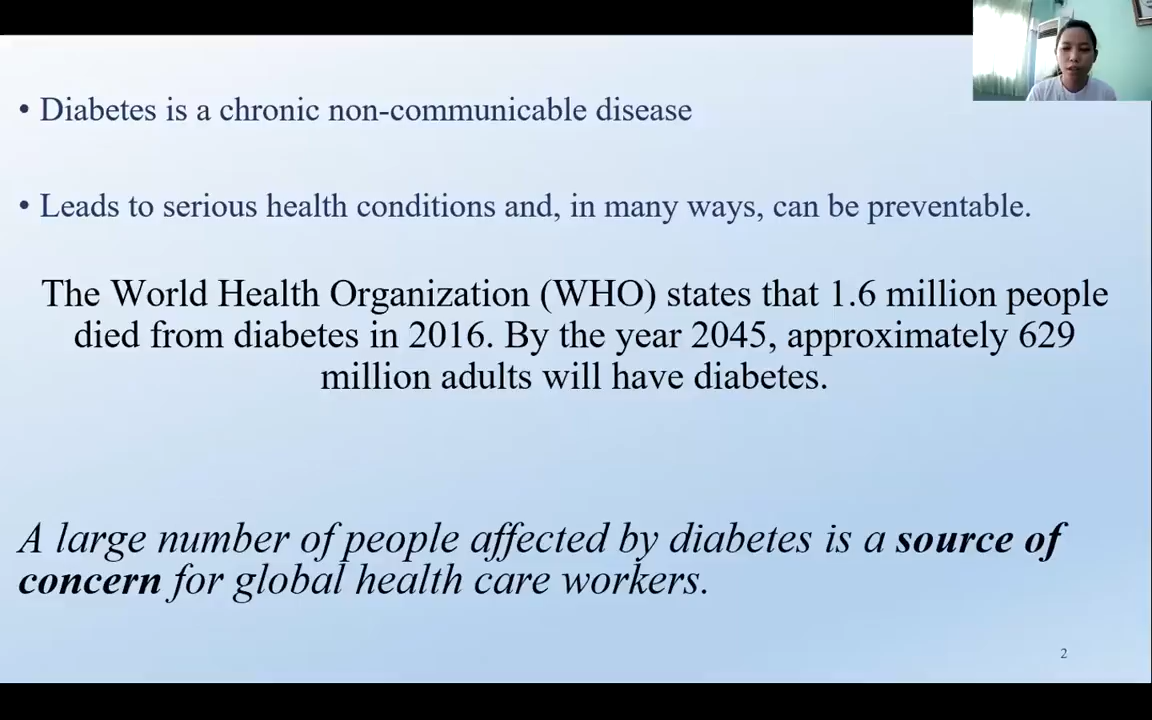 • Diabetes is a chronic non-communicable disease
• Leads to serious health conditions and, in many ways, can be preventable.
The World Health Organization (WHO) states that 1.6 million people
died from diabetes in 2016. By the year 2045, approximately 629
million adults will have diabetes.
A large number of people affected by diabetes is a source of
concern for global health care workers.
2